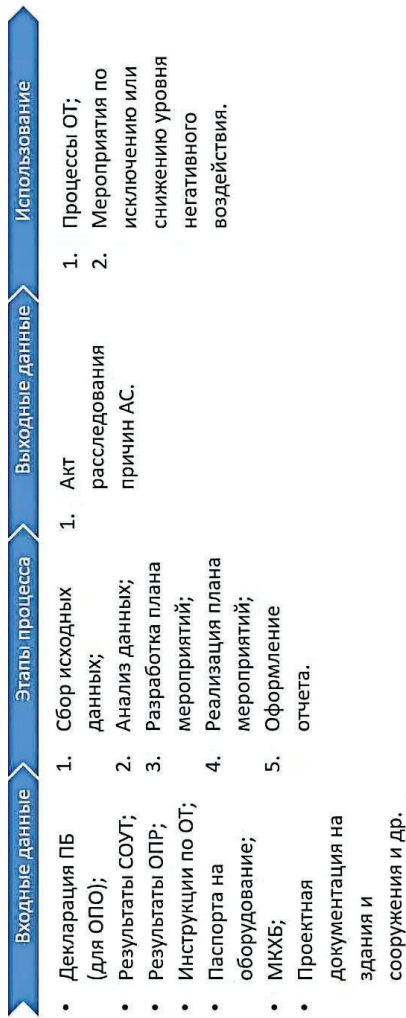 Входные данные
• Декларация ПБ
(для ОПО);
• Результаты СОУТ;
• Результаты ОПР;
• Инструкции по ОТ;
• Паспорта на
оборудование;
• МКХБ;
• Проектная
документация на
здания и
сооружения и др.
Этапы процесса
1. Сбор исходных
данных;
2. Анализ данных;
3. Разработка плана
мероприятий;
4. Реализация плана
мероприятий;
5. Оформление
отчета.
Выходные данные
1. Акт
расследования
причин АС.
Использование
1. Процессы ОТ;
2. Мероприятия по
исключению или
снижению уровня
негативного
воздействия.